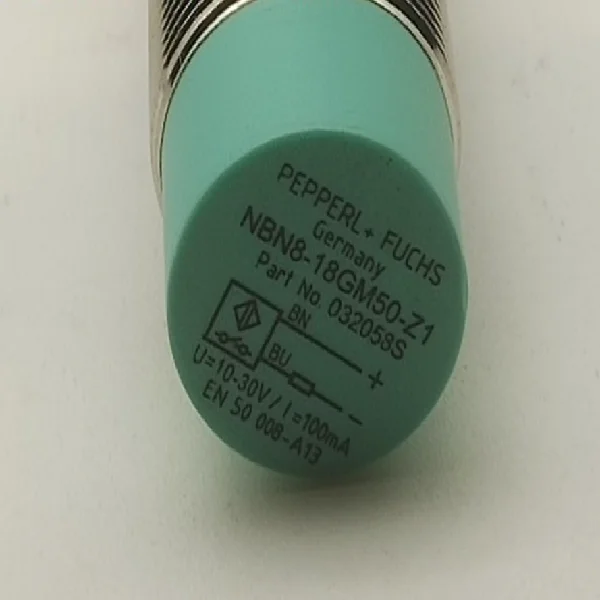 PEPPERL+ FUCHS
Germany
NBN8-18GM50-Z1
Part No. 032058S
BN
+
BU
-
U=10-30V / I=100mA
EN 50 008-A13